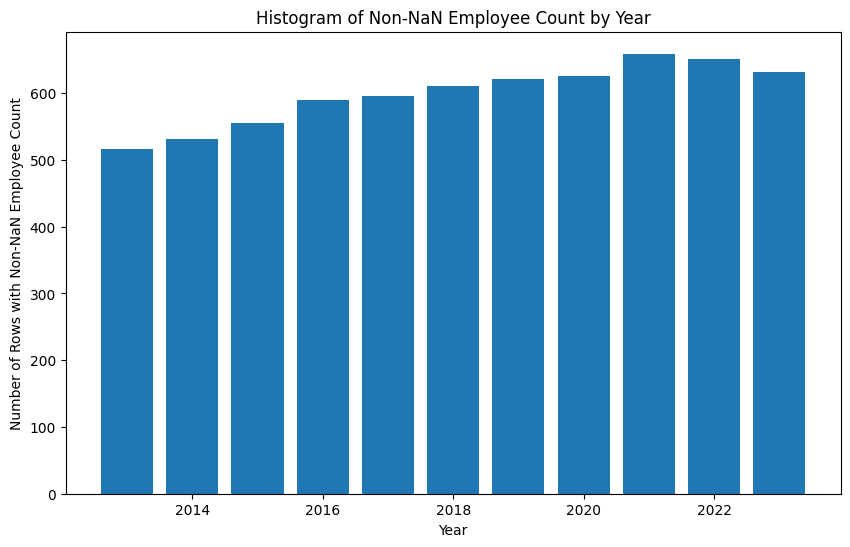 Histogram of Non-NaN Employee Count by Year
Number of Rows with Non-NaN Employee Count
600
500
400
300
200
100
0
2014 2016 2018 2020 2022
Year